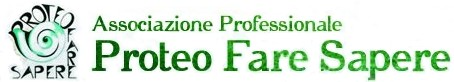 PROTEO FARE
SAPERE
Associazione Professionale
Proteo Fare Sapere